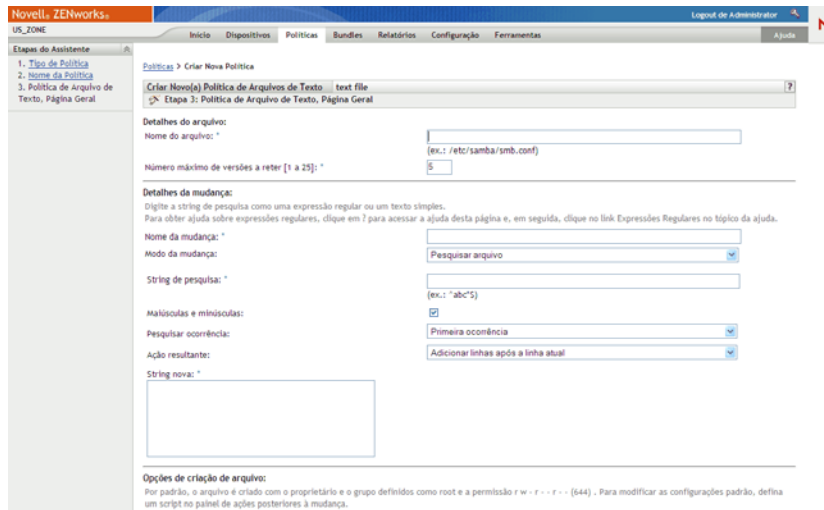 Novell® ZENworks®
Logout de Administrator
US_ZONE
Início Dispositivos Políticas Bundles Relatórios Configuração Ferramentas
Ajuda
Etapas do Assistente
1. Tipo de Política
2. Nome da Política
3. Política de Arquivo de
Texto, Página Geral
Políticas > Criar Nova Política
Criar Novo(a) Política de Arquivos de Texto text file
?
Etapa 3: Política de Arquivo de Texto, Página Geral
Detalhes do arquivo:
Nome do arquivo: *
(ex.: /etc/samba/smb.conf)
Número máximo de versões a reter [1 a 25]: *
5
Detalhes da mudança:
Digite a string de pesquisa como uma expressão regular ou um texto simples.
Para obter ajuda sobre expressões regulares, clique em ? para acessar a ajuda desta página e, em seguida, clique no link Expressões Regulares no tópico da ajuda.
Nome da mudança: *
Modo da mudança:
Pesquisar arquivo
String de pesquisa: *
(ex.: ^abc*$)
Maiúsculas e minúsculas:
Pesquisar ocorrência:
Primeira ocorrência
Ação resultante:
Adicionar linhas após a linha atual
String nova: *
Opções de criação de arquivo:
Por padrão, o arquivo é criado com o proprietário e o grupo definidos como root e a permissão r w - r - - r - - (644) . Para modificar as configurações padrão, defina
um script no painel de ações posteriores à mudança.